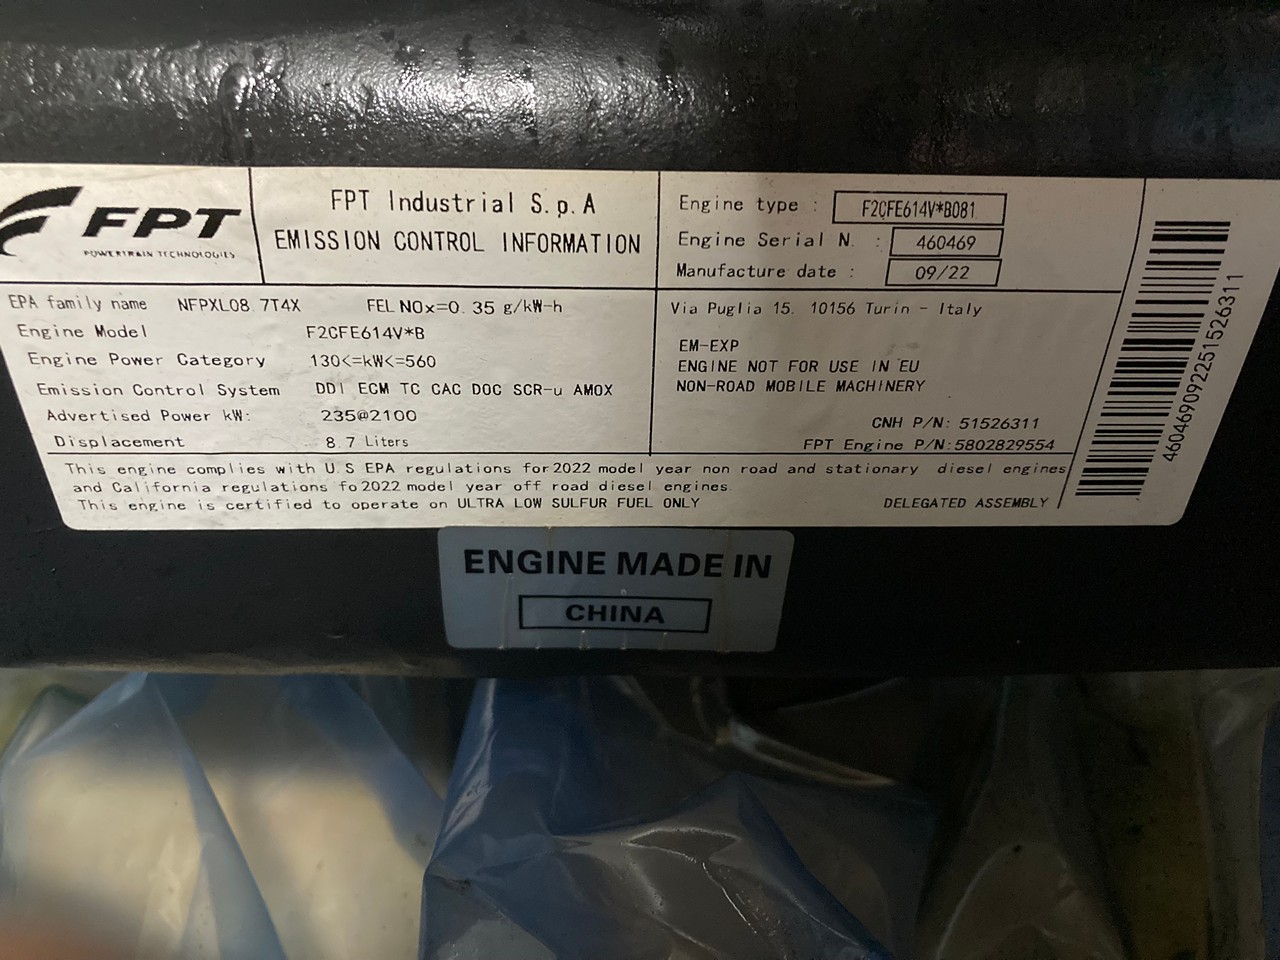 FPT
POWERTRAIN TECHNOLOGIES
FPT Industrial S.p.A
EMISSION CONTROL INFORMATION
Engine type : F2CFE614V*B081
Engine Serial N. : 460469
Manufacture date : 09/22
EPA family name NFPXL08.7T4X FEL NOx=0.35 g/kW-h
Engine Model F2CFE614V*B
Engine Power Category 130<=kW<=560
Emission Control System DDI ECM TC CAC DOC SCR-u AMOX
Advertised Power kW: 235@2100
Displacement 8.7 Liters
Via Puglia 15. 10156 Turin - Italy
EM-EXP
ENGINE NOT FOR USE IN EU
NON-ROAD MOBILE MACHINERY
CNH P/N: 51526311
FPT Engine P/N:5802829554
This engine complies with U.S EPA regulations for 2022 model year non road and stationary diesel engines
and California regulations fo 2022 model year off road diesel engines.
This engine is certified to operate on ULTRA LOW SULFUR FUEL ONLY
DELEGATED ASSEMBLY
46046909225151526311
ENGINE MADE IN
CHINA